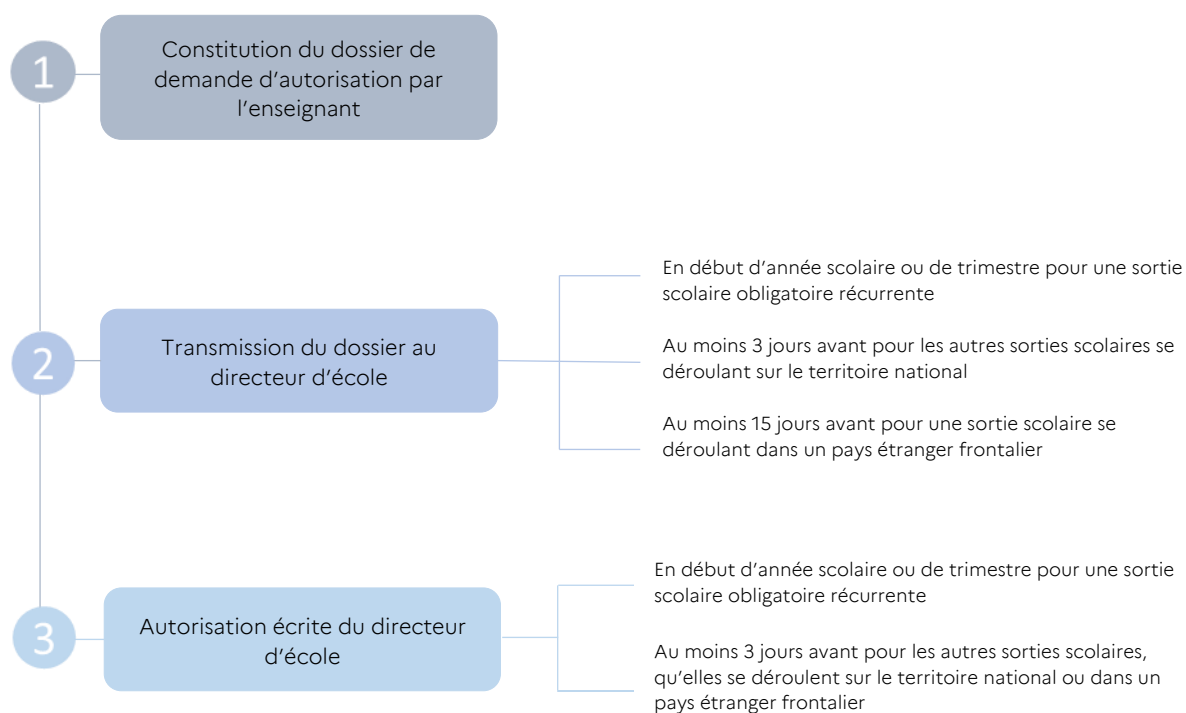 1
Constitution du dossier de
demande d’autorisation par
l’enseignant
En début d’année scolaire ou de trimestre pour une sortie
scolaire obligatoire récurrente
2
Transmission du dossier au
directeur d’école
Au moins 3 jours avant pour les autres sorties scolaires se
déroulant sur le territoire national
Au moins 15 jours avant pour une sortie scolaire se
déroulant dans un pays étranger frontalier
3
Autorisation écrite du directeur
d’école
En début d’année scolaire ou de trimestre pour une sortie
scolaire obligatoire récurrente
Au moins 3 jours avant pour les autres sorties scolaires,
qu’elles se déroulent sur le territoire national ou dans un
pays étranger frontalier